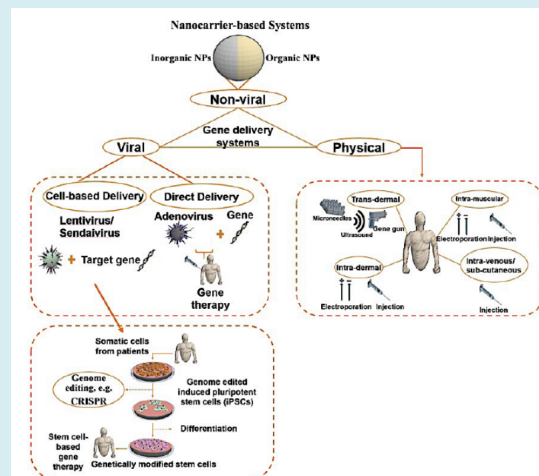 Nanocarrier-based Systems
Inorganic NPs
Organic NPs
Non-viral
Gene delivery
systems
Viral
Physical
Cell-based Delivery
Lentivirus/
Sendaivirus
+ Target gene
Direct Delivery
Adenovirus
Gene
+
Gene
therapy
Trans-dermal
Microneedles
Ultrasound
Gene gun
Intra-muscular
+ -
Electroporation
Injection
Intra-dermal
+ -
Electroporation
Injection
Intra-venous/
sub-cutaneous
Injection
Somatic cells
from patients
Genome
editing, e.g.
CRISPR
Genome edited
induced pluripotent
stem cells (iPSCs)
Differentiation
Stem cell-
based gene
therapy
Genetically modified stem cells